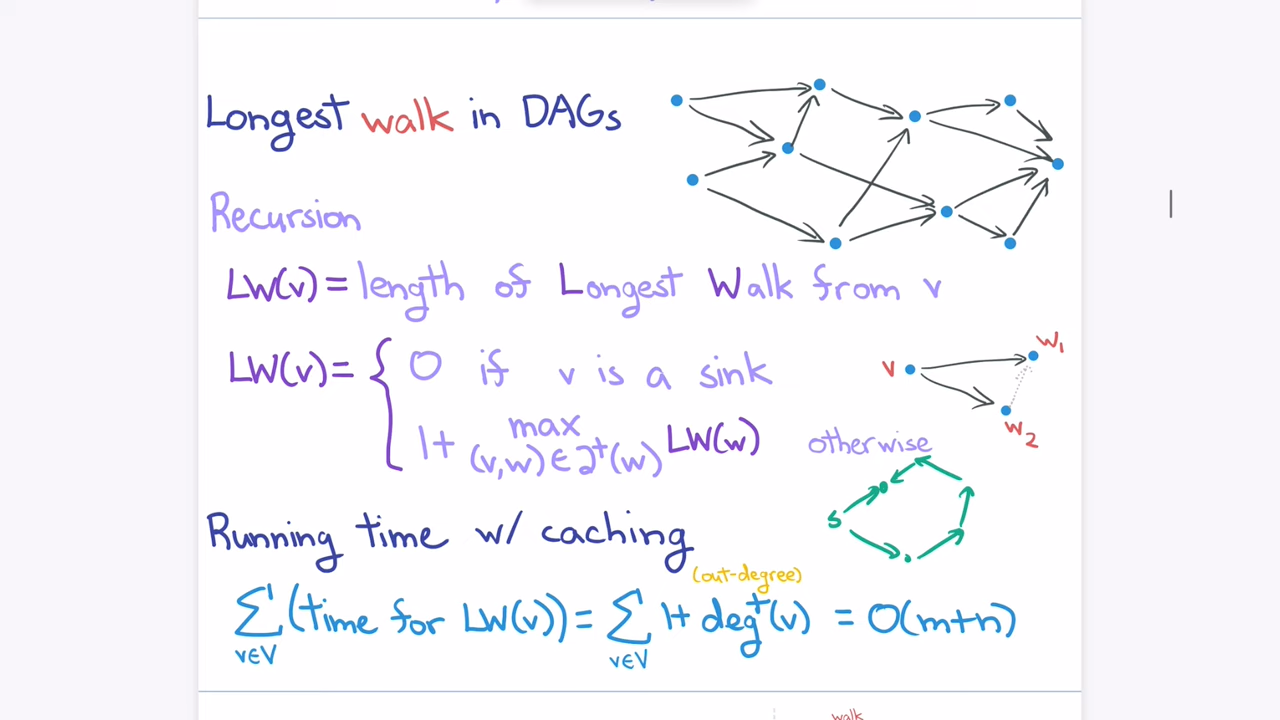 Longest walk in DAGs
Recursion
LW(v) = length of Longest Walk from v
LW(v) = { 0 if v is a sink
1 + max (v,w) ∈ ∂⁺(w) LW(w) otherwise
v
w₁
w₂
s
Running time w/ caching
(out-degree)
∑ v∈V (time for LW(v)) = ∑ v∈V 1 + deg⁺(v) = O(m+n)
walk